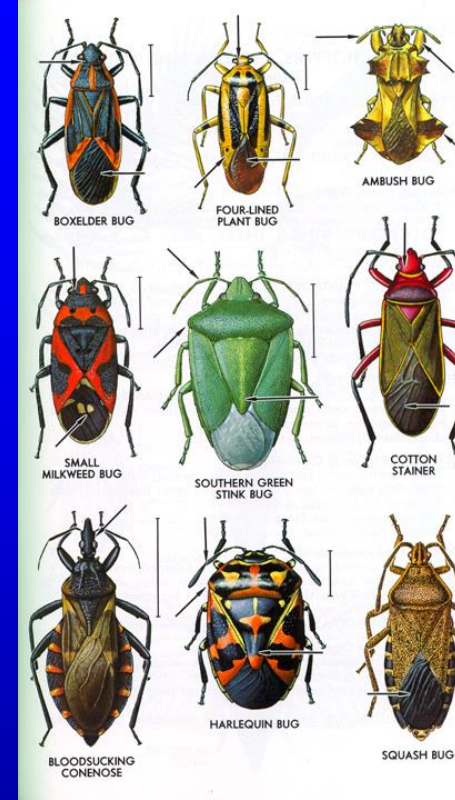 BOXELDER BUG
FOUR-LINED
PLANT BUG
AMBUSH BUG
SMALL
MILKWEED BUG
SOUTHERN GREEN
STINK BUG
COTTON
STAINER
BLOODSUCKING
CONENOSE
HARLEQUIN BUG
SQUASH BUG